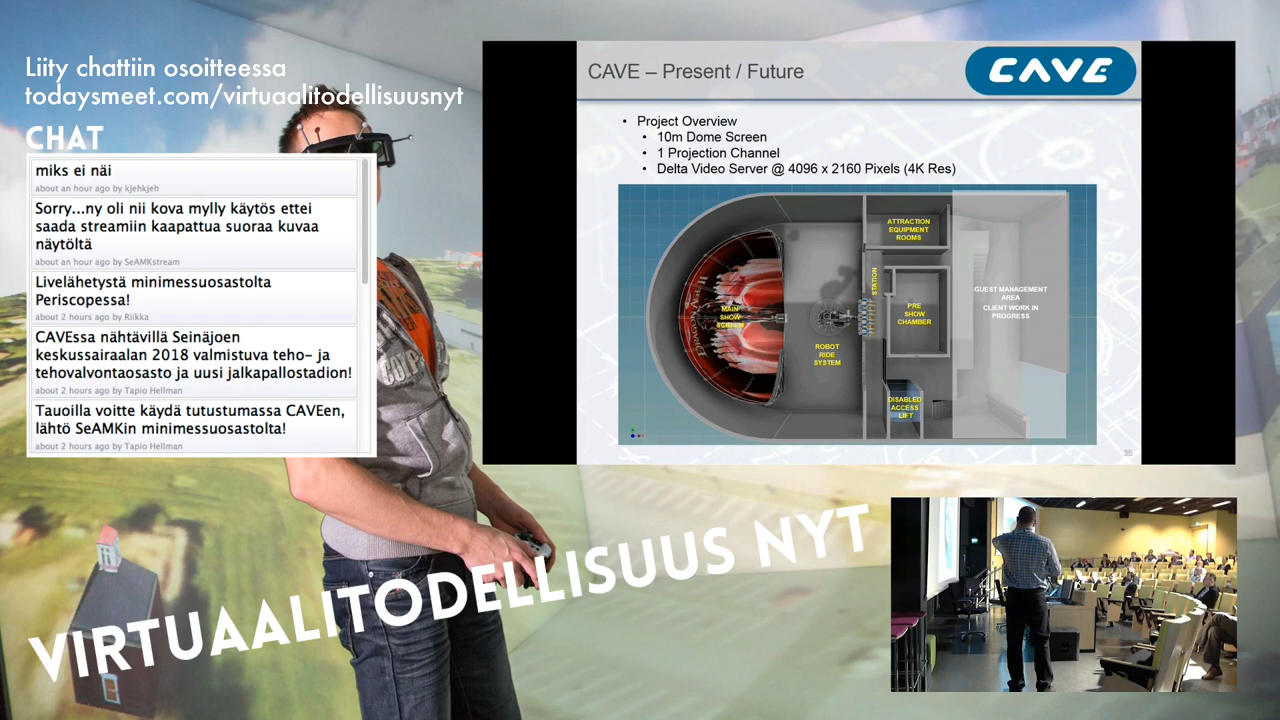 Liity chattiin osoitteessa
todaysmeet.com/virtuaalitodellisuusnyt
CHAT
miks ei näi
about an hour ago by kjehkjeh
Sorry...ny oli nii kova mylly käytös ettei
saada streamiin kaapattua suoraa kuvaa
näytöltä
about an hour ago by SeAMKstream
Livelähetystä minimessuosastolta
Periscopessa!
about 2 hours ago by Riikka
CAVEssa nähtävillä Seinäjoen
keskussairaalan 2018 valmistuva teho- ja
tehovalvontaosasto ja uusi jalkapallostadion!
about 2 hours ago by Tapio Hellman
Tauoilla voitte käydä tutustumassa CAVEen,
lähtö SeAMKin minimessuosastolta!
about 2 hours ago by Tapio Hellman
CAVE – Present / Future
CAVE
• Project Overview
• 10m Dome Screen
• 1 Projection Channel
• Delta Video Server @ 4096 x 2160 Pixels (4K Res)
MAIN
SHOW
SCREEN
ROBOT
RIDE
SYSTEM
STATION
ATTRACTION
EQUIPMENT
ROOMS
PRE
SHOW
CHAMBER
DISABLED
ACCESS
LIFT
GUEST MANAGEMENT
AREA
CLIENT WORK IN
PROGRESS
35
VIRTUAALITODELLISUUS NYT